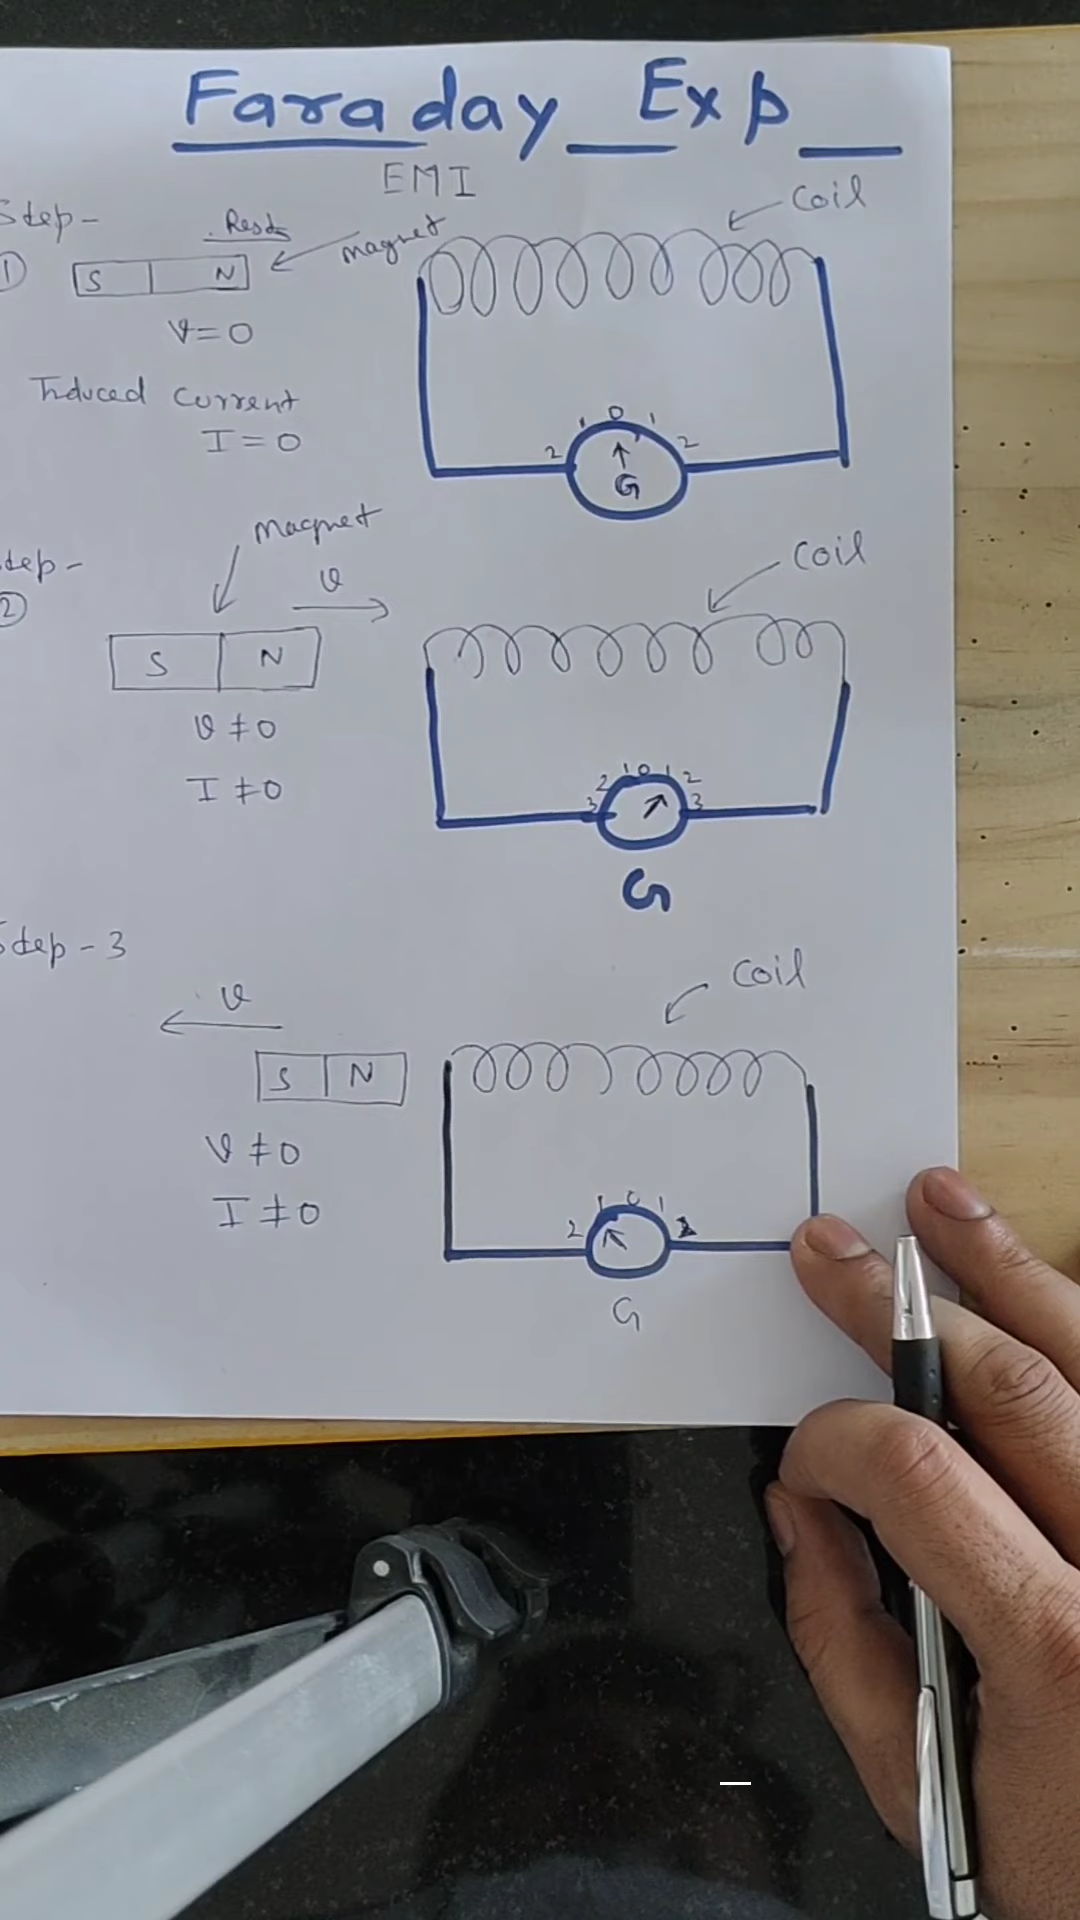 Faraday Exp
EMI
Step-
1
Rest
magnet
Coil
S N
v=0
Induced current
I=0
2 1 0 1 2
G
Magnet
Step-
2
v
Coil
S N
v≠0
I≠0
3 2 1 0 1 2 3
G
Step-3
v
Coil
S N
v≠0
I≠0
2 1 0 1 2
G